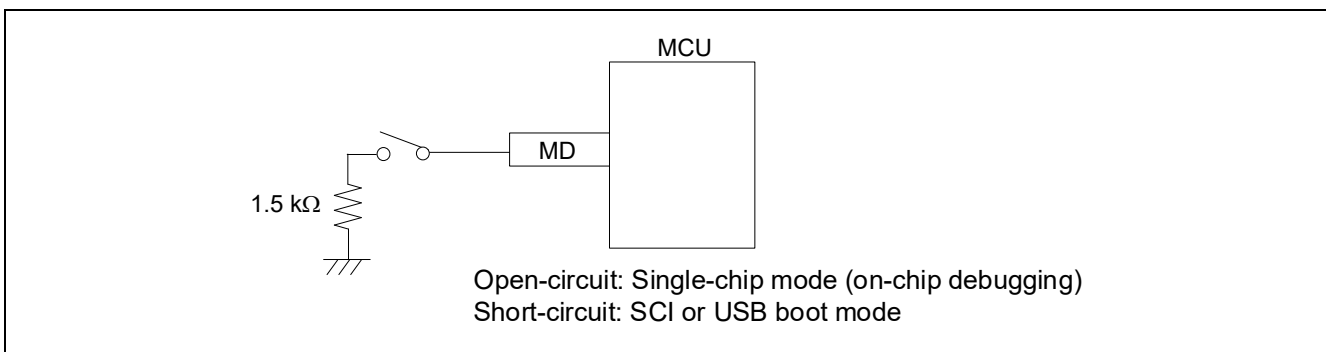 MCU
MD
1.5 kΩ
Open-circuit: Single-chip mode (on-chip debugging)
Short-circuit: SCI or USB boot mode